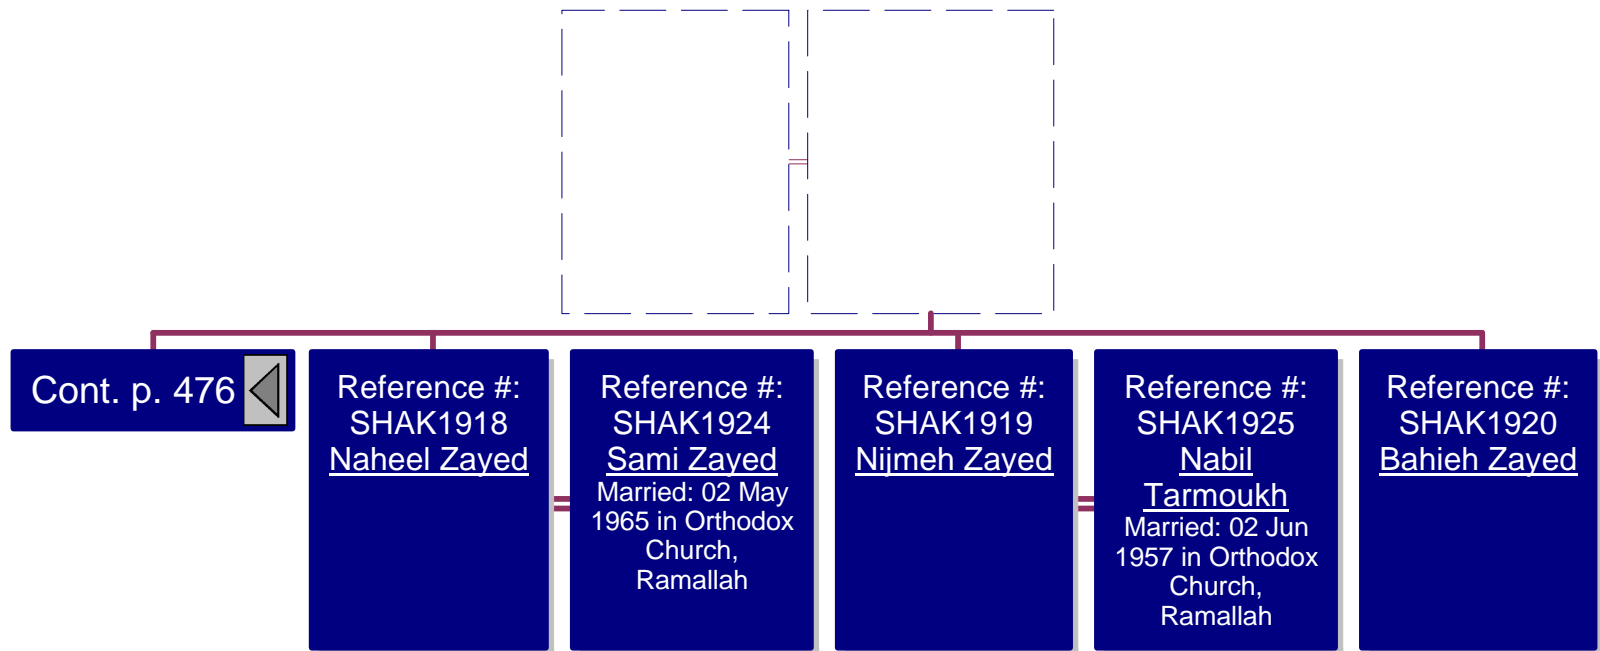 Cont. p. 476
Reference #:
SHAK1918
Naheel Zayed
Reference #:
SHAK1924
Sami Zayed
Married: 02 May
1965 in Orthodox
Church,
Ramallah
Reference #:
SHAK1919
Nijmeh Zayed
Reference #:
SHAK1925
Nabil
Tarmoukh
Married: 02 Jun
1957 in Orthodox
Church,
Ramallah
Reference #:
SHAK1920
Bahieh Zayed